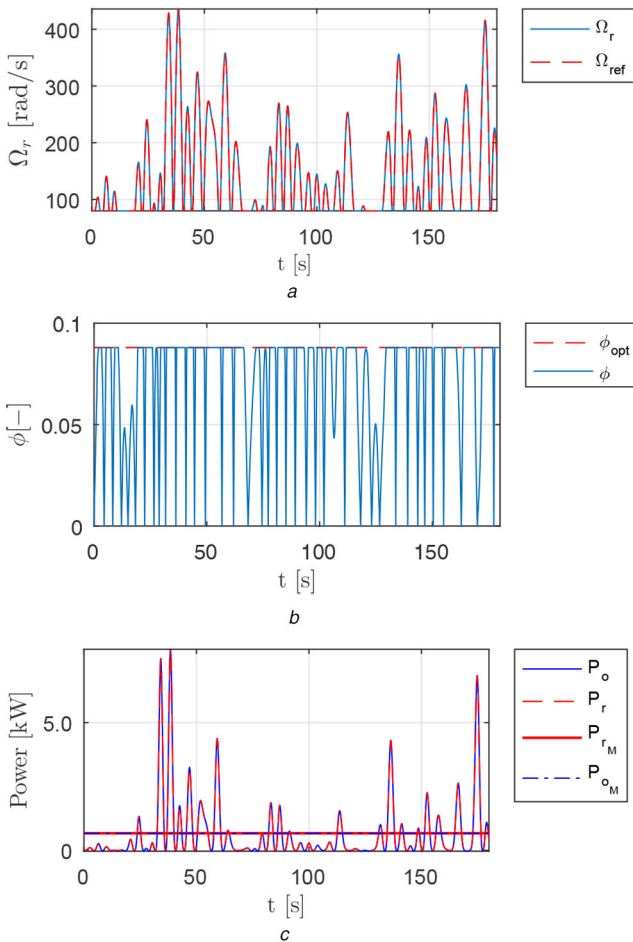 400
300
200
100
Ω_r [rad/s]
0 50 100 150
t [s]
Ω_r
Ω_ref
a
0.1
0.05
0
ϕ[−]
0 50 100 150
t [s]
ϕ_opt
ϕ
b
5.0
0
Power [kW]
0 50 100 150
t [s]
P_o
P_r
P_r_M
P_o_M
c